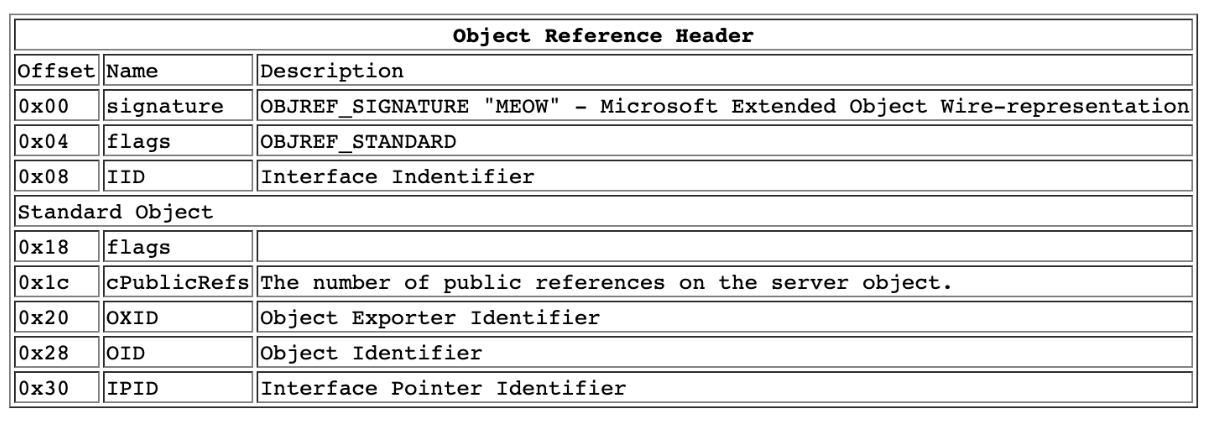 Object Reference Header
Offset Name Description
0x00 signature OBJREF_SIGNATURE "MEOW" - Microsoft Extended Object Wire-representation
0x04 flags OBJREF_STANDARD
0x08 IID Interface Indentifier
Standard Object
0x18 flags
0x1c cPublicRefs The number of public references on the server object.
0x20 OXID Object Exporter Identifier
0x28 OID Object Identifier
0x30 IPID Interface Pointer Identifier